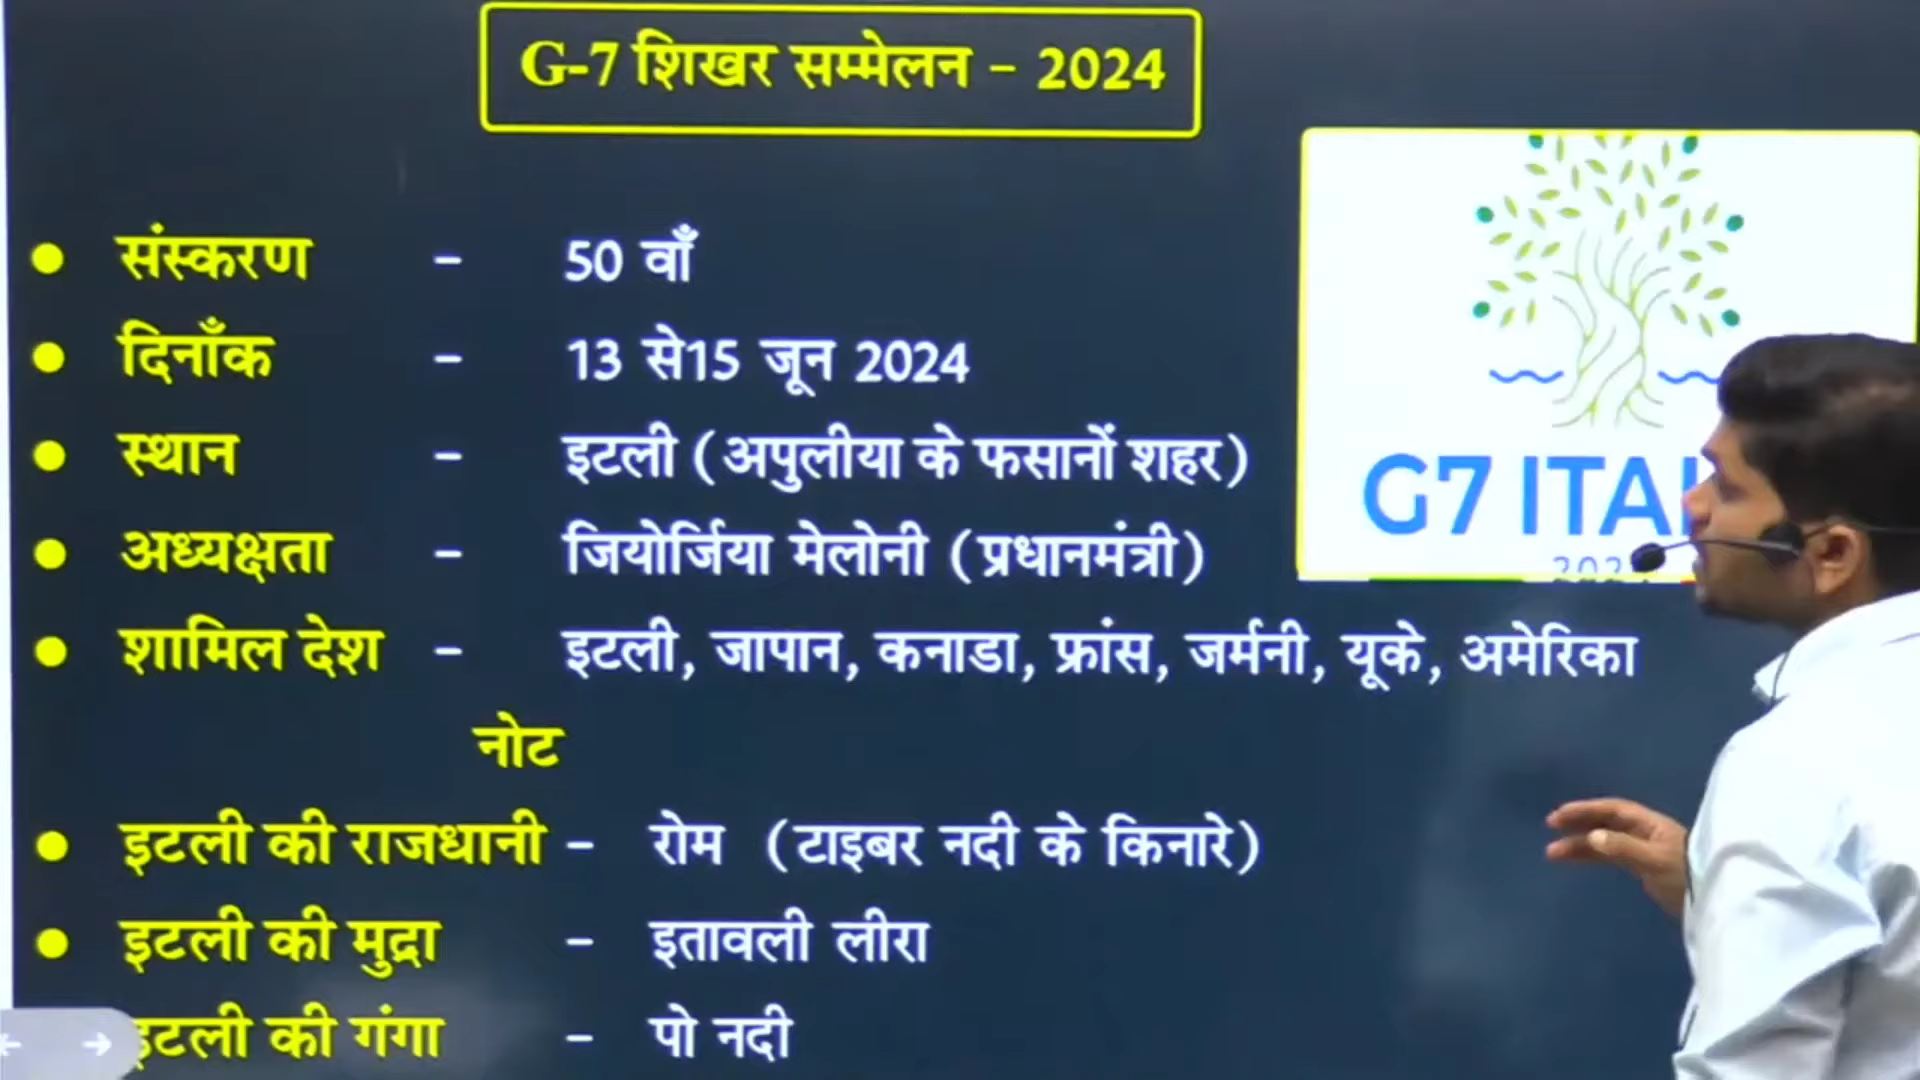 G-7 शिखर सम्मेलन – 2024
संस्करण - 50 वाँ
दिनाँक - 13 से15 जून 2024
स्थान - इटली (अपुलीया के फसानों शहर)
अध्यक्षता - जियोर्जिया मेलोनी (प्रधानमंत्री)
शामिल देश - इटली, जापान, कनाडा, फ्रांस, जर्मनी, यूके, अमेरिका
G7 ITA
नोट
इटली की राजधानी - रोम (टाइबर नदी के किनारे)
इटली की मुद्रा - इतावली लीरा
इटली की गंगा - पो नदी